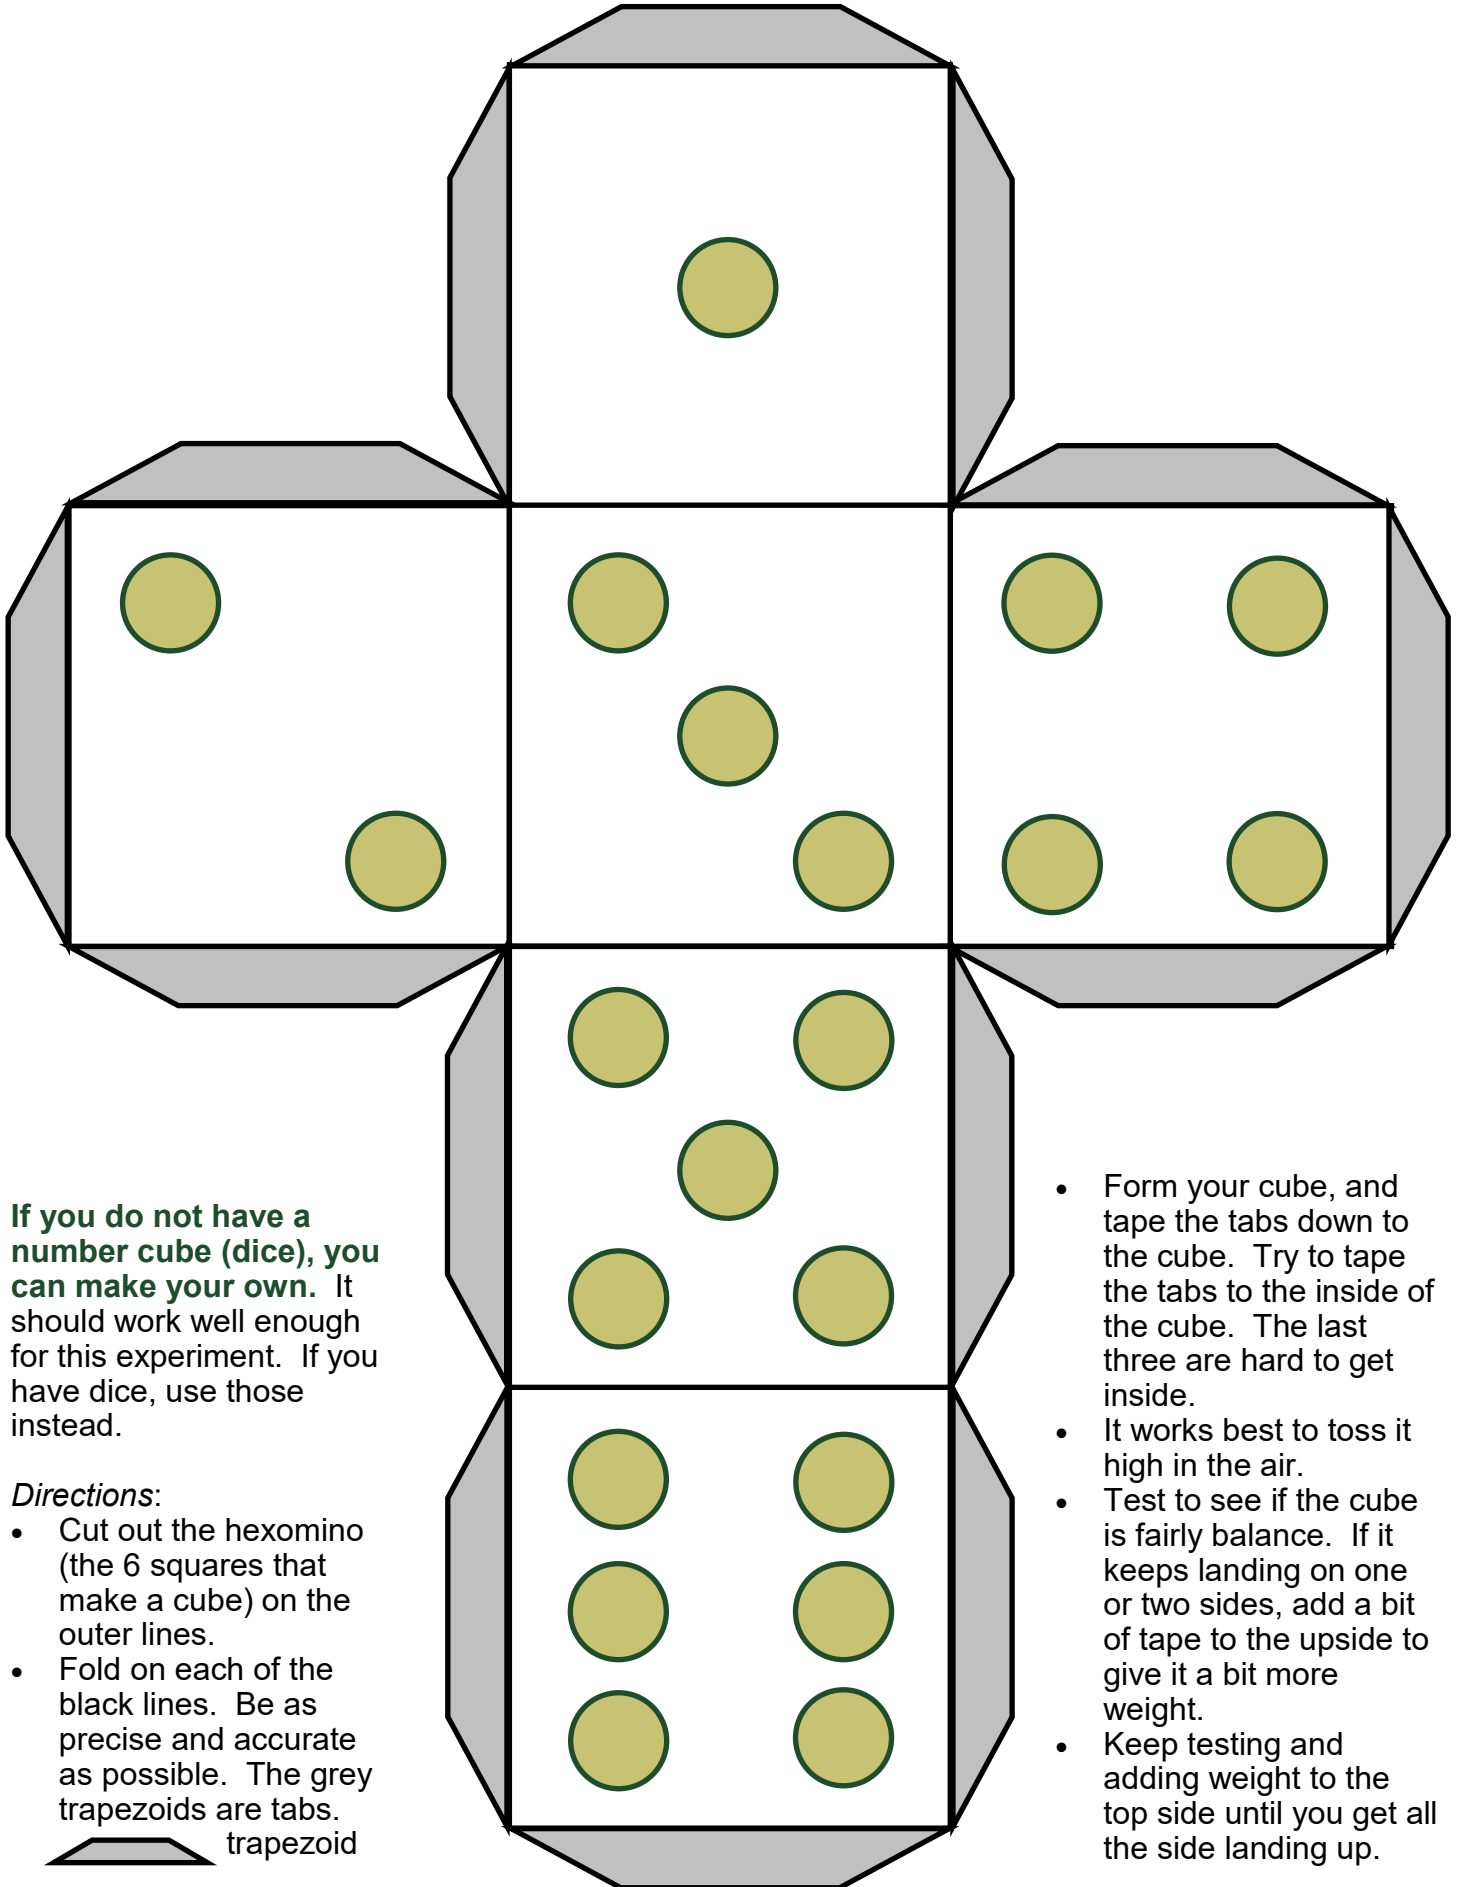 If you do not have a
number cube (dice), you
can make your own.  It
should work well enough
for this experiment.  If you
have dice, use those
instead.
Directions:
• Cut out the hexomino
(the 6 squares that
make a cube) on the
outer lines.
• Fold on each of the
black lines.  Be as
precise and accurate
as possible.  The grey
trapezoids are tabs.
trapezoid
• Form your cube, and
tape the tabs down to
the cube.  Try to tape
the tabs to the inside of
the cube.  The last
three are hard to get
inside.
• It works best to toss it
high in the air.
• Test to see if the cube
is fairly balance.  If it
keeps landing on one
or two sides, add a bit
of tape to the upside to
give it a bit more
weight.
• Keep testing and
adding weight to the
top side until you get all
the side landing up.